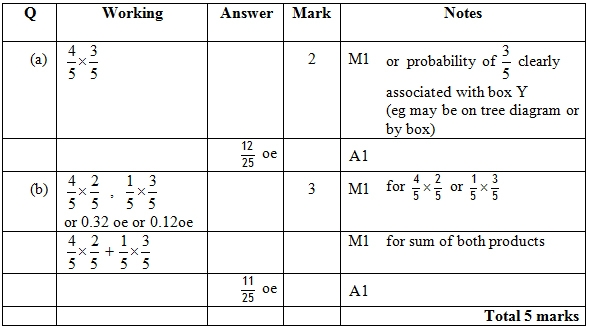 Q Working Answer Mark Notes
(a) 4/5 × 3/5 2 M1 or probability of 3/5 clearly
associated with box Y
(eg may be on tree diagram or
by box)
12/25 oe A1
(b) 4/5 × 2/5 , 1/5 × 3/5 3 M1 for 4/5 × 2/5 or 1/5 × 3/5
or 0.32 oe or 0.12oe
4/5 × 2/5 + 1/5 × 3/5 M1 for sum of both products
11/25 oe A1
Total 5 marks